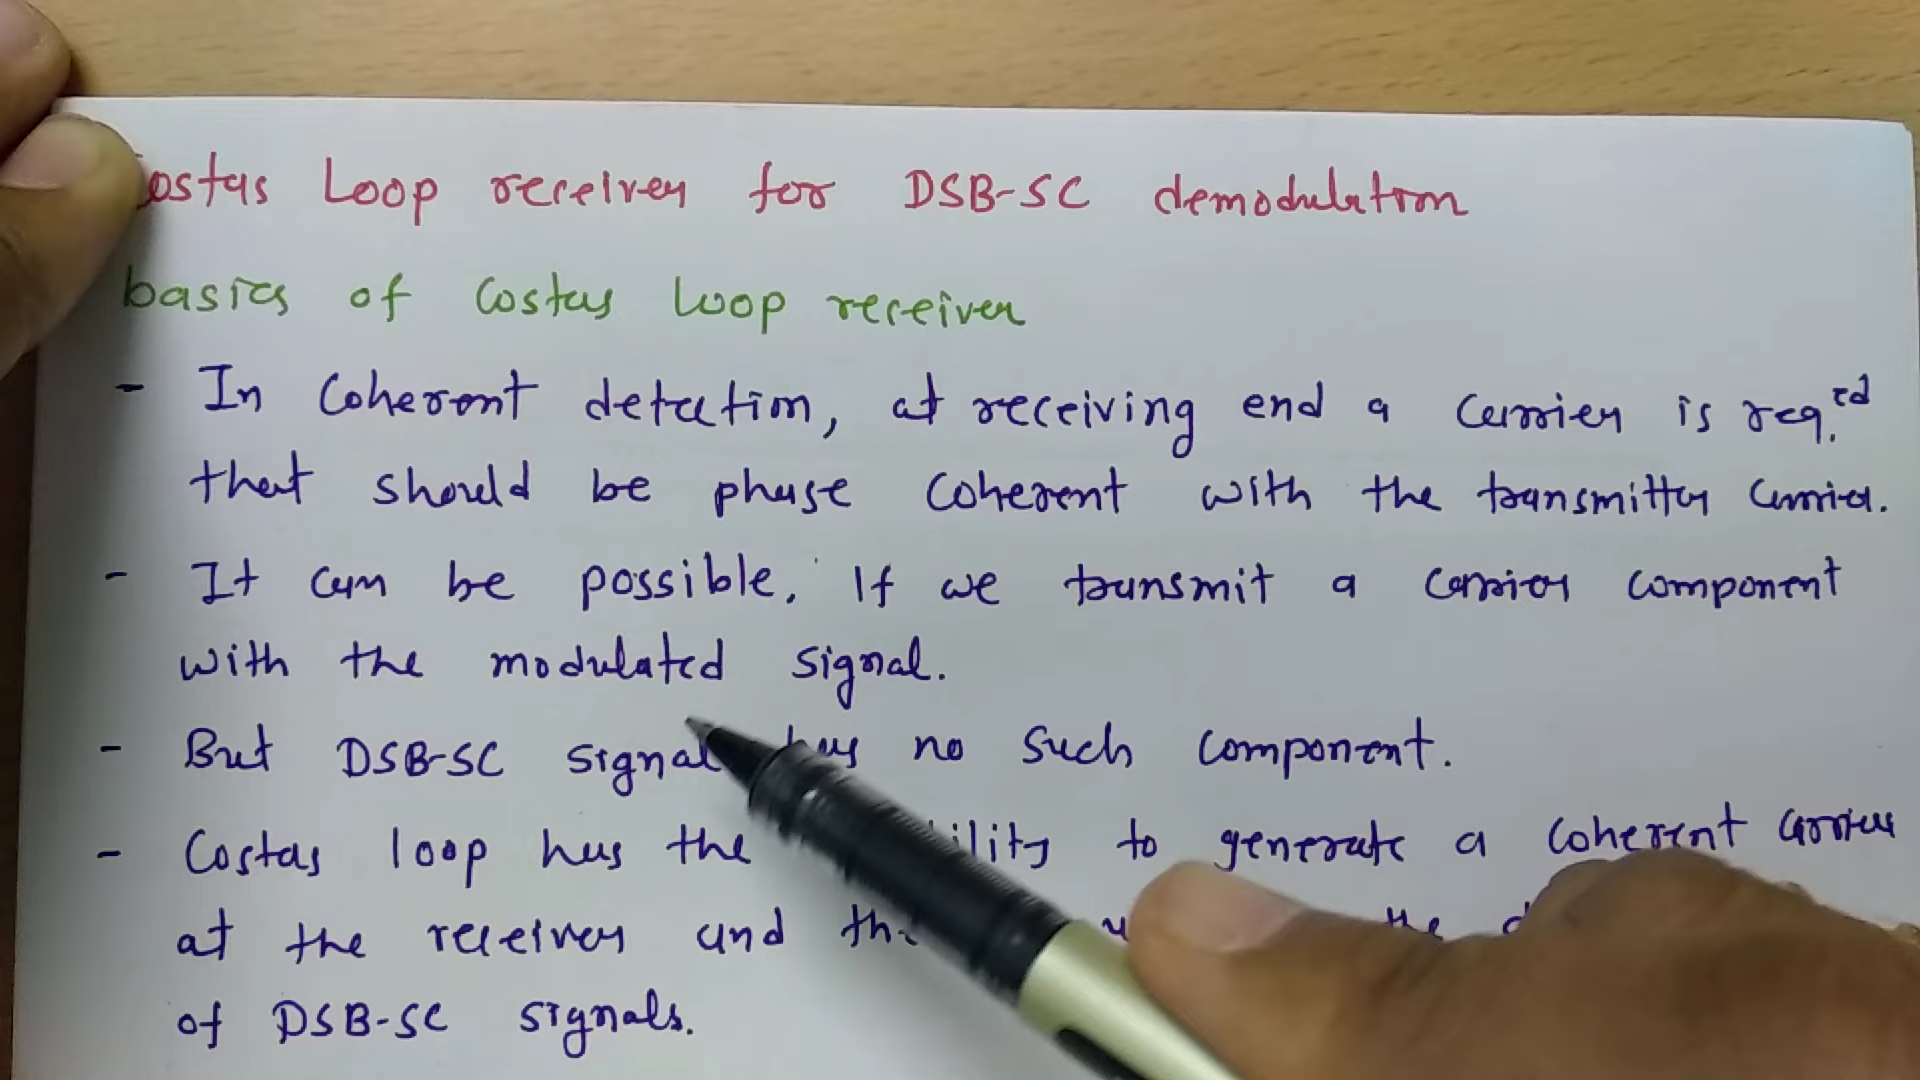 Costas Loop receiver for DSB-SC demodulation
basics of Costas loop receiver
- In Coherent detection, at receiving end a carrier is req.ed
that should be phase coherent with the transmitter carrier.
- It can be possible. If we transmit a carrier component
with the modulated signal.
- But DSB-SC signal has no such component.
- Costas loop has the to generate a coherent carrier
at the receiver and the
of DSB-SC signals.